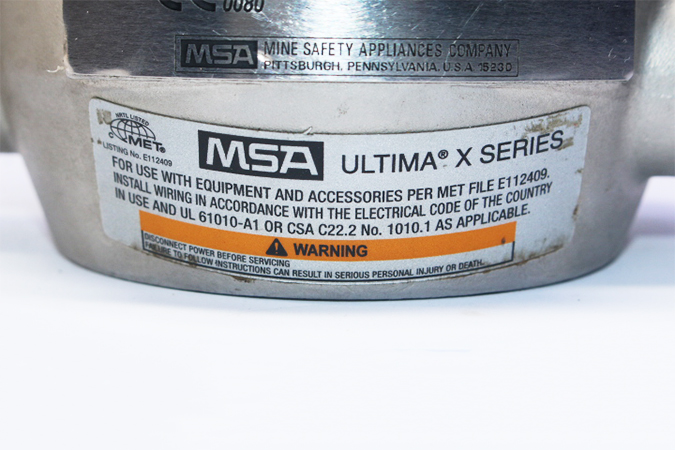 CE 0080
MSA MINE SAFETY APPLIANCES COMPANY
PITTSBURGH, PENNSYLVANIA, U.S.A. 15230
NRTL LISTED
MET®
LISTING No. E112409
MSA ULTIMA® X SERIES
FOR USE WITH EQUIPMENT AND ACCESSORIES PER MET FILE E112409.
INSTALL WIRING IN ACCORDANCE WITH THE ELECTRICAL CODE OF THE COUNTRY
IN USE AND UL 61010-A1 OR CSA C22.2 No. 1010.1 AS APPLICABLE.
WARNING
DISCONNECT POWER BEFORE SERVICING
FAILURE TO FOLLOW INSTRUCTIONS CAN RESULT IN SERIOUS PERSONAL INJURY OR DEATH.